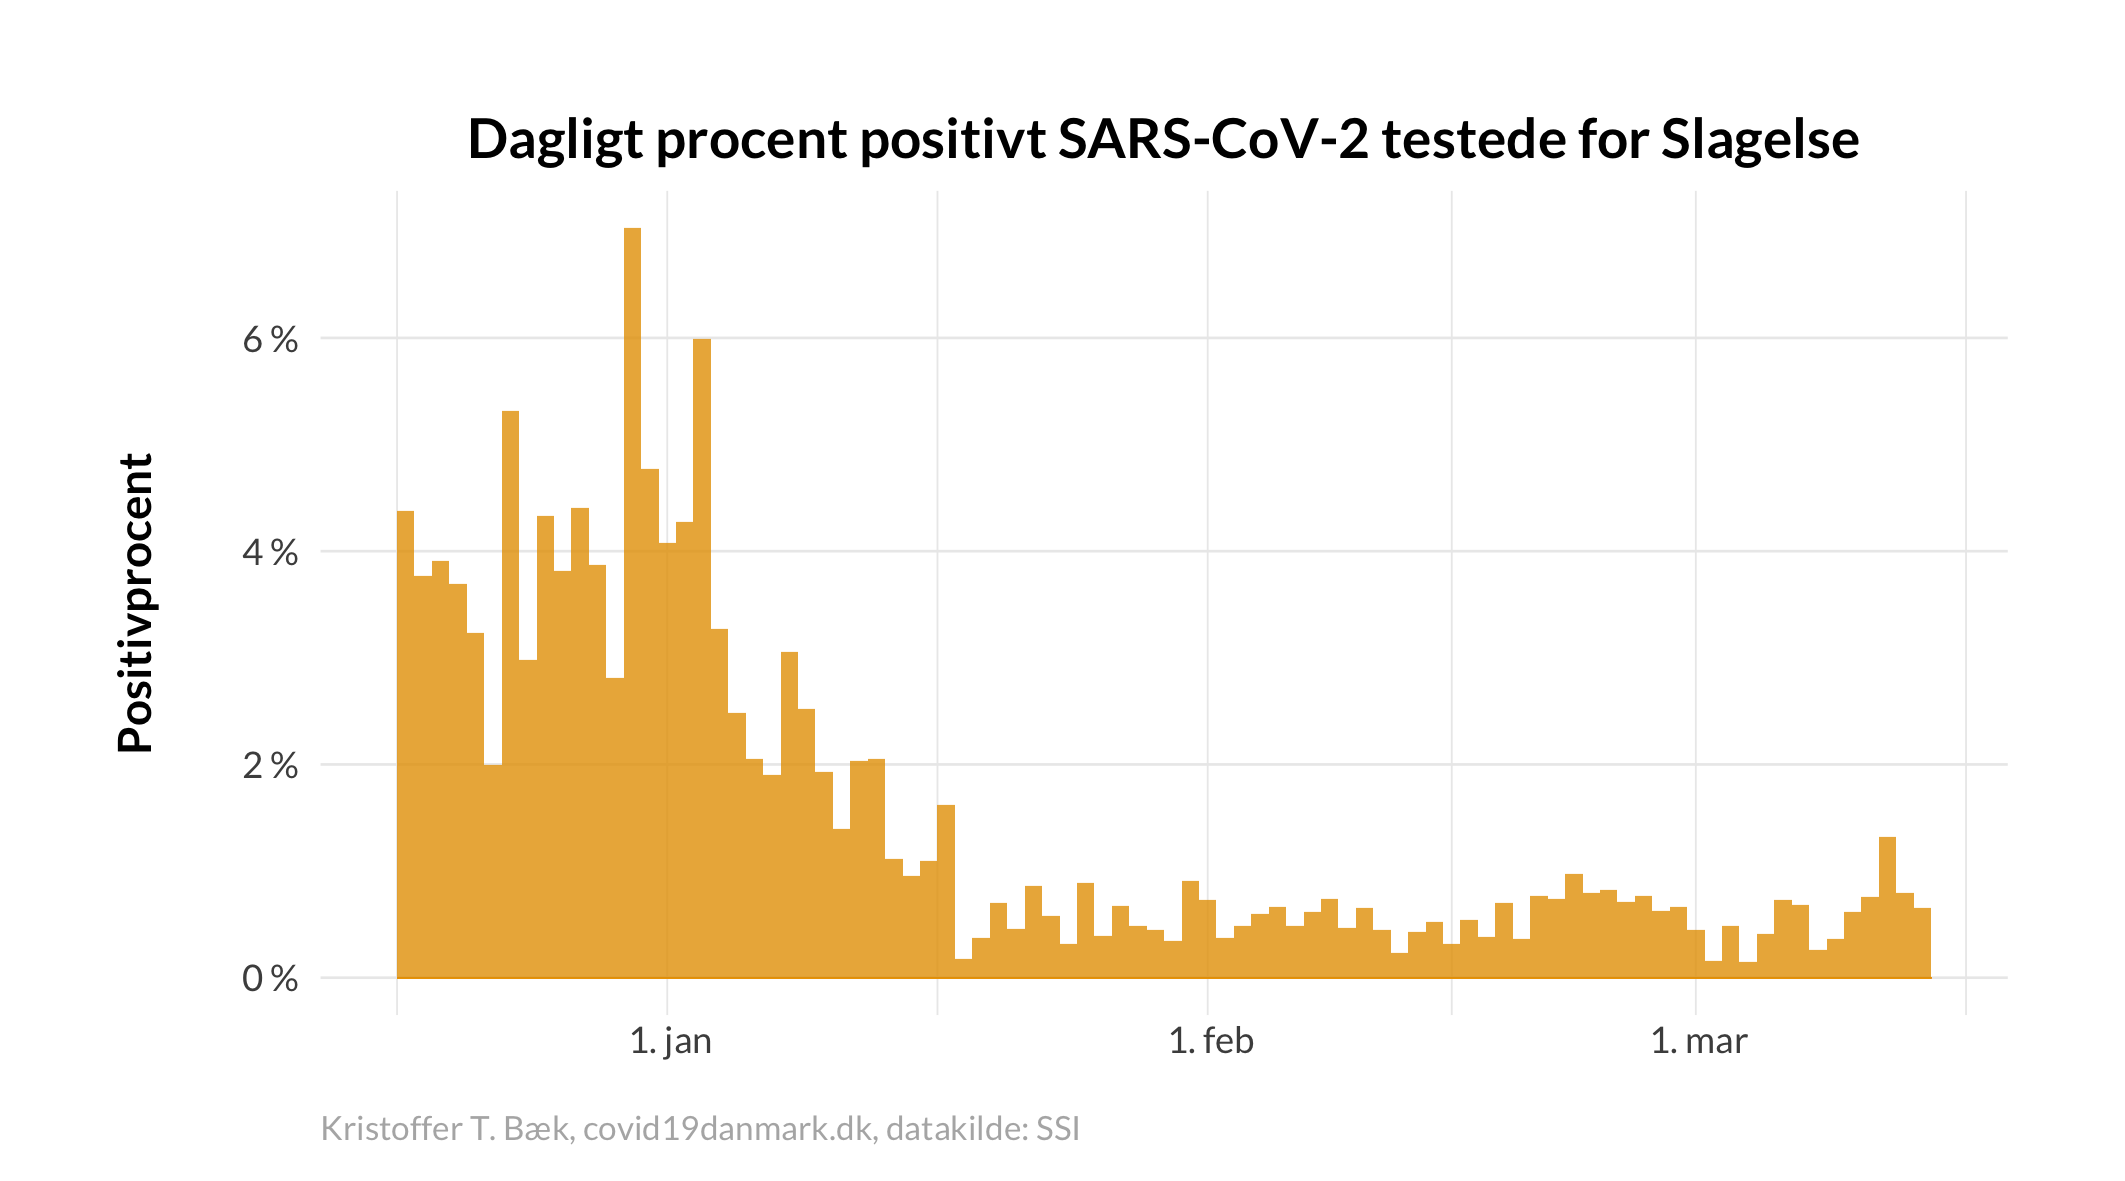 Dagligt procent positivt SARS-CoV-2 testede for Slagelse
Positivprocent
6 %
4 %
2 %
0 %
1. jan
1. feb
1. mar
Kristoffer T. Bæk, covid19danmark.dk, datakilde: SSI